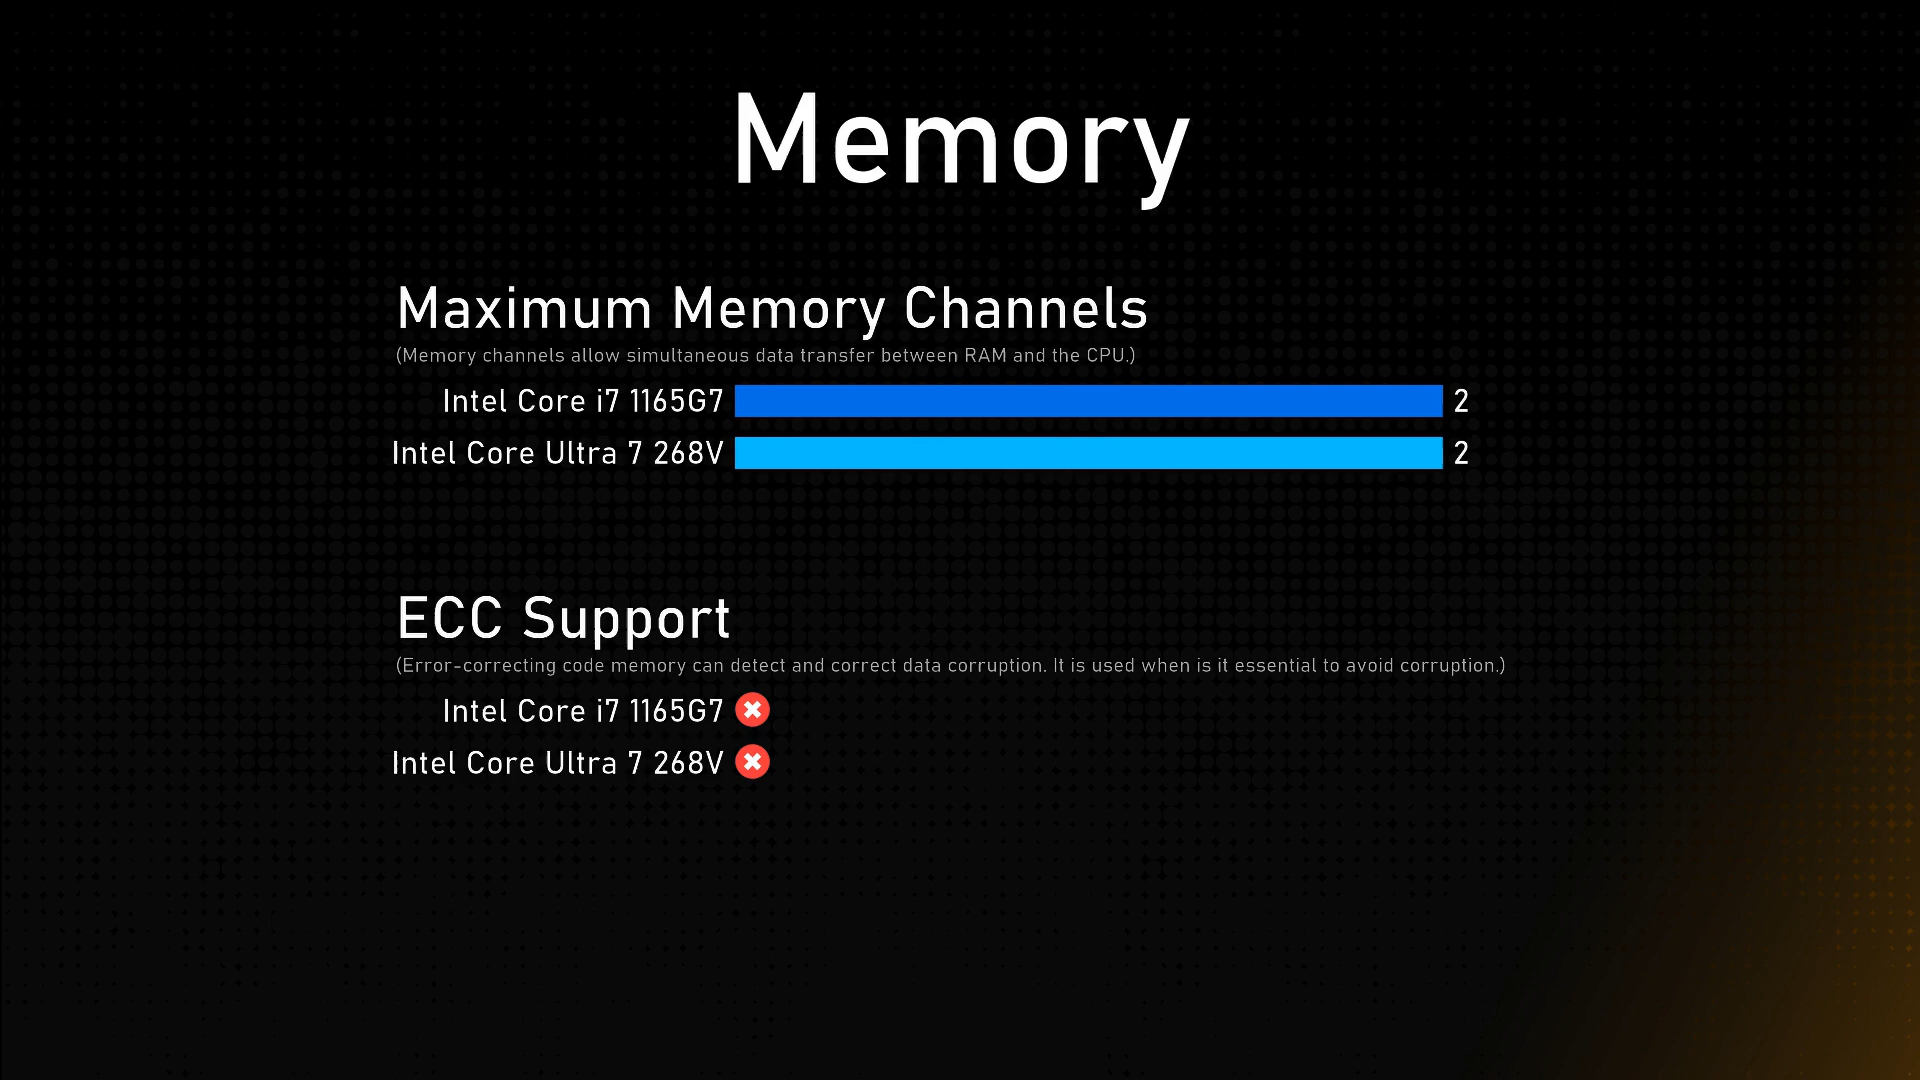 Memory
Maximum Memory Channels
(Memory channels allow simultaneous data transfer between RAM and the CPU.)
Intel Core i7 1165G7 2
Intel Core Ultra 7 268V 2
ECC Support
(Error-correcting code memory can detect and correct data corruption. It is used when is it essential to avoid corruption.)
Intel Core i7 1165G7
Intel Core Ultra 7 268V